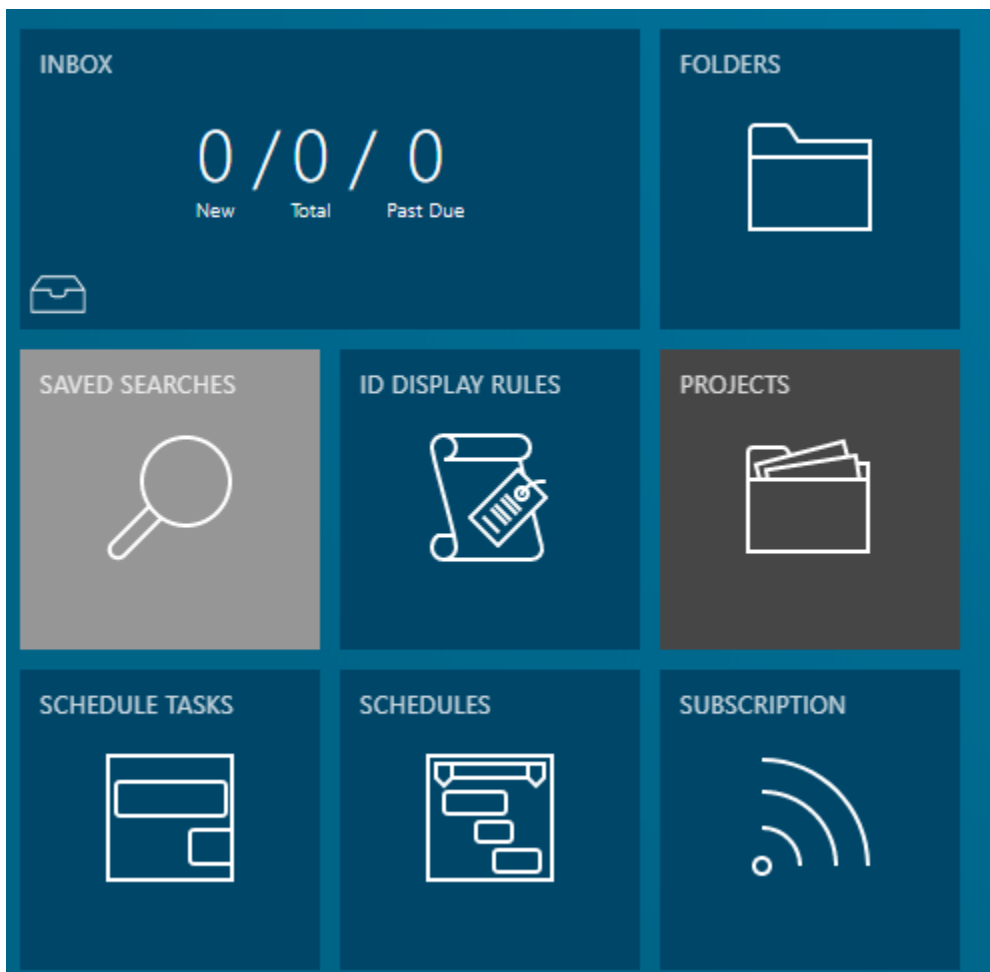 INBOX
FOLDERS
0 / 0 / 0
New Total Past Due
SAVED SEARCHES
ID DISPLAY RULES
PROJECTS
SCHEDULE TASKS
SCHEDULES
SUBSCRIPTION